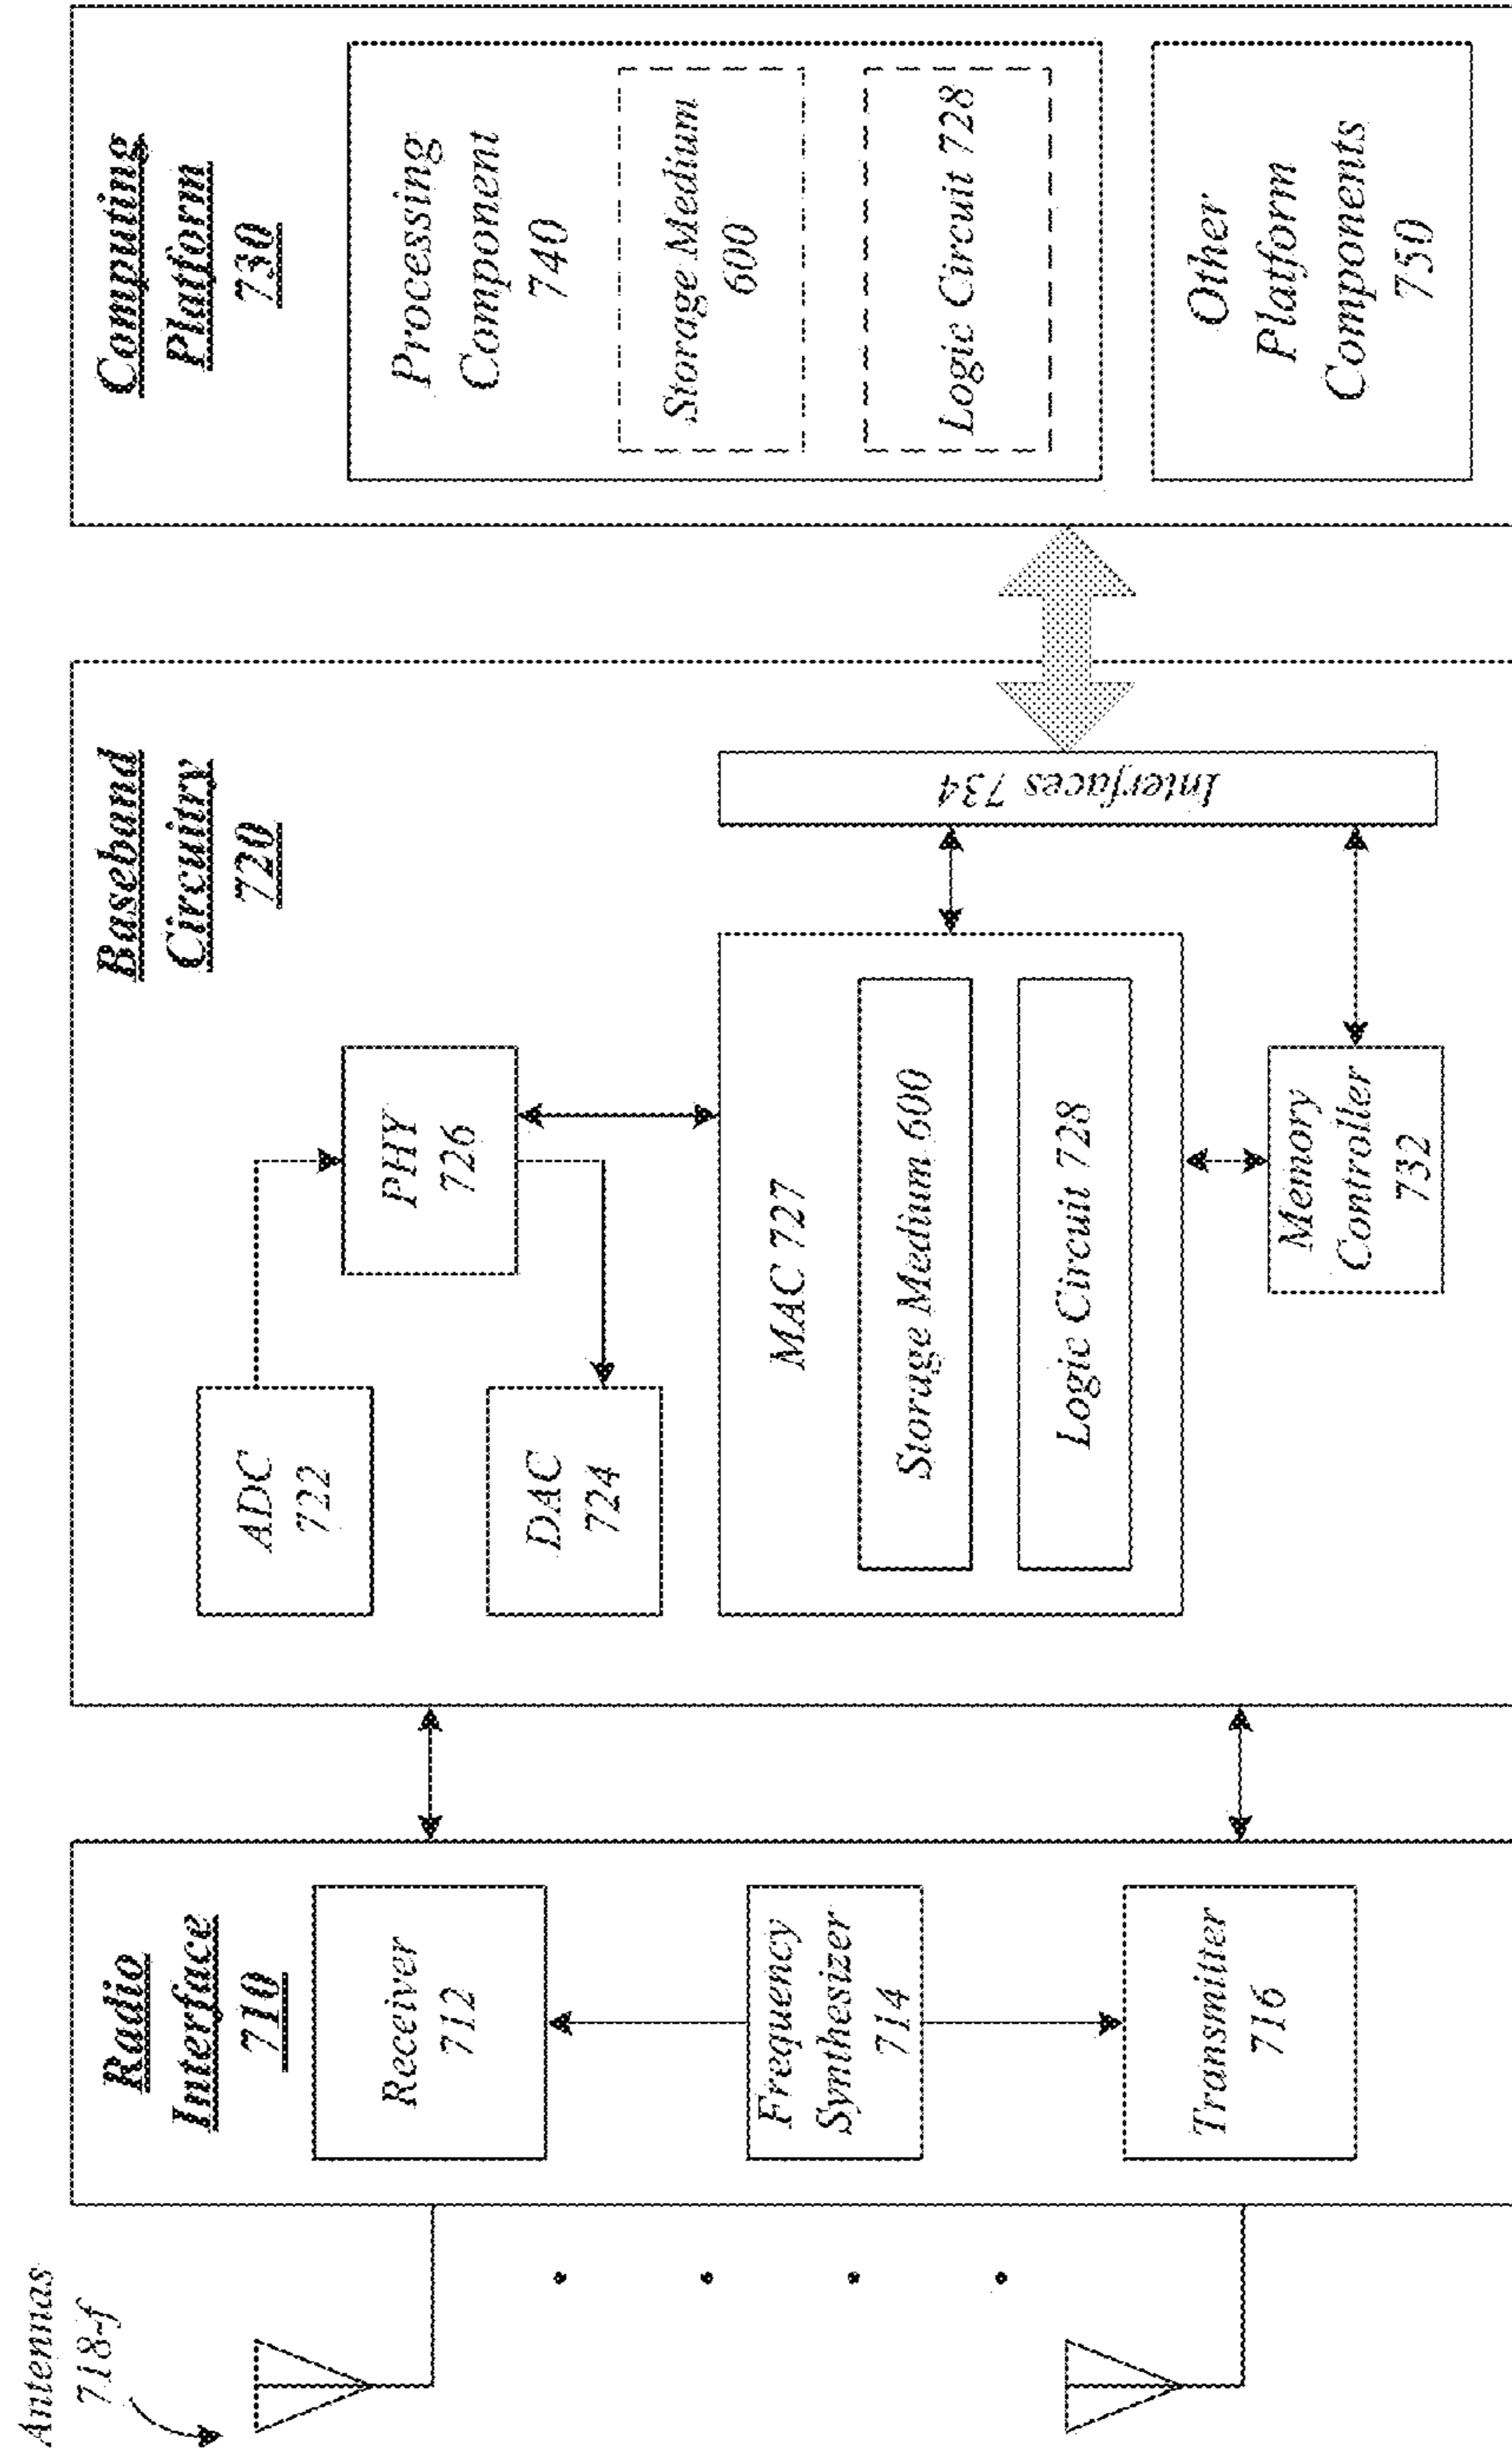 Antennas
718-f
Radio
Interface
710
Receiver
712
Frequency
Synthesizer
714
Transmitter
716
Baseband
Circuitry
720
ADC
722
PHY
726
DAC
724
MAC 727
Storage Medium 600
Logic Circuit 728
Memory
Controller
732
Interfaces 734
Computing
Platform
730
Processing
Component
740
Storage Medium
600
Logic Circuit 728
Other
Platform
Components
750